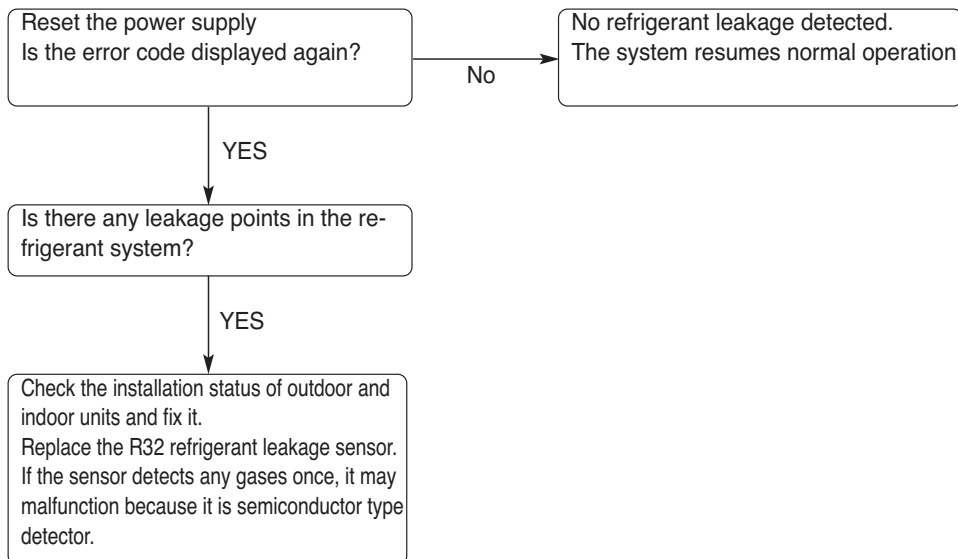 Reset the power supply
Is the error code displayed again?
No
No refrigerant leakage detected.
The system resumes normal operation
YES
Is there any leakage points in the re-
frigerant system?
YES
Check the installation status of outdoor and
indoor units and fix it.
Replace the R32 refrigerant leakage sensor.
If the sensor detects any gases once, it may
malfunction because it is semiconductor type
detector.